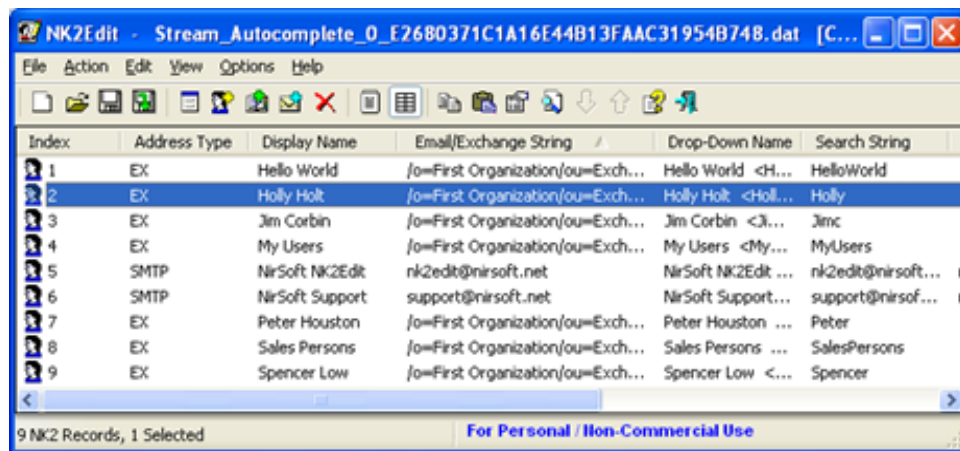 NK2Edit - Stream_Autocomplete_0_E2680371C1A16E44B13FAAC31954B748.dat [C...
File Action Edit View Options Help
Index Address Type Display Name Email/Exchange String Drop-Down Name Search String
1 EX Hello World /o=First Organization/ou=Exch... Hello World <H... HelloWorld
2 EX Holly Holt /o=First Organization/ou=Exch... Holly Holt <Holl... Holly
3 EX Jim Corbin /o=First Organization/ou=Exch... Jim Corbin <Ji... Jimc
4 EX My Users /o=First Organization/ou=Exch... My Users <My... MyUsers
5 SMTP NirSoft NK2Edit nk2edit@nirsoft.net NirSoft NK2Edit ... nk2edit@nirsoft...
6 SMTP NirSoft Support support@nirsoft.net NirSoft Support... support@nirsof...
7 EX Peter Houston /o=First Organization/ou=Exch... Peter Houston ... Peter
8 EX Sales Persons /o=First Organization/ou=Exch... Sales Persons ... SalesPersons
9 EX Spencer Low /o=First Organization/ou=Exch... Spencer Low <... Spencer
9 NK2 Records, 1 Selected For Personal / Non-Commercial Use